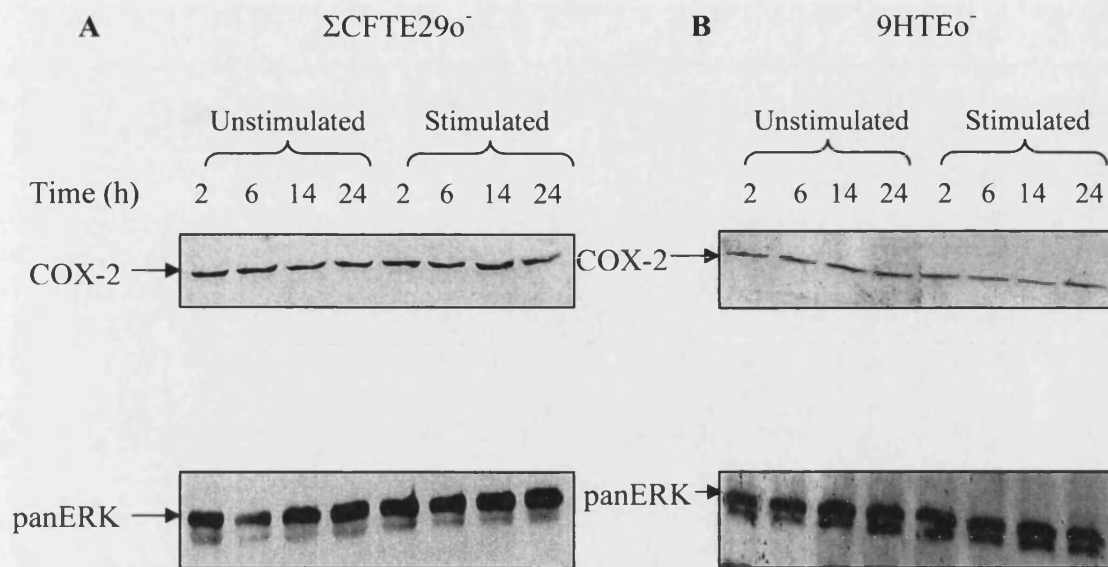 A ΣCFTE29o⁻ B 9HTEo⁻
Unstimulated Stimulated Unstimulated Stimulated
Time (h) 2 6 14 24 2 6 14 24 2 6 14 24 2 6 14 24
COX-2 COX-2
panERK panERK